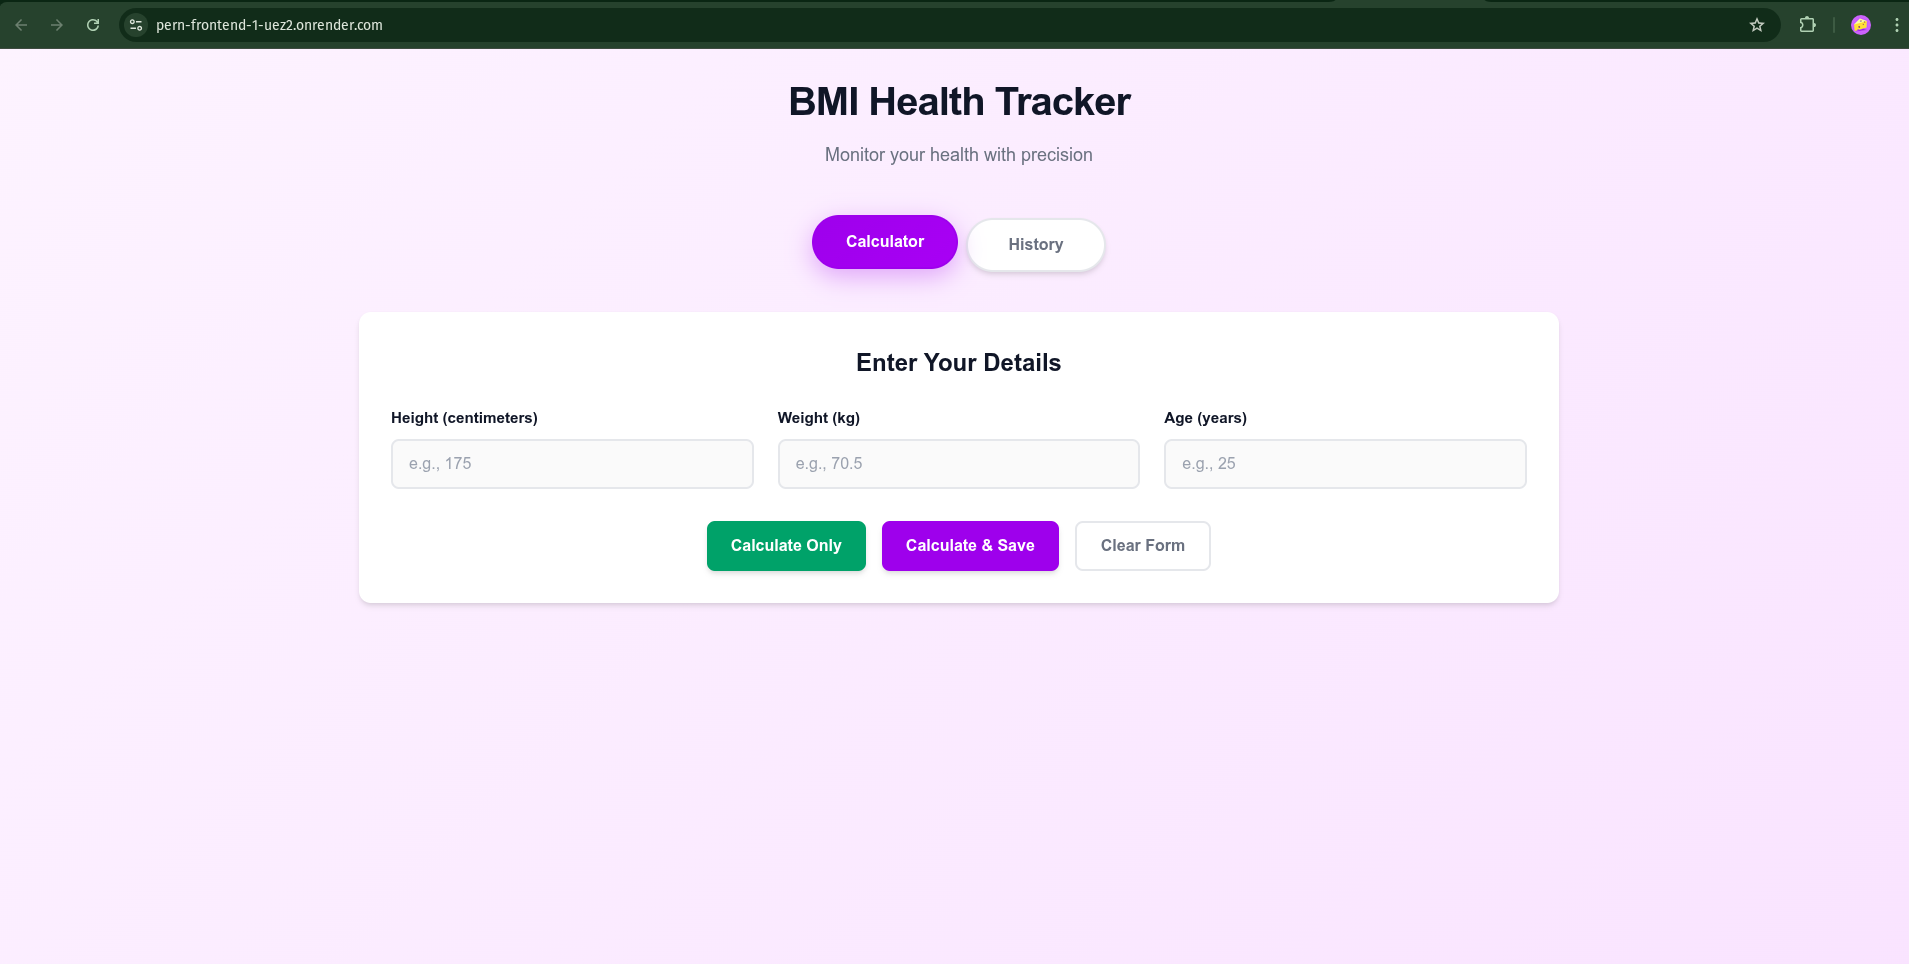 pern-frontend-1-uez2.onrender.com
BMI Health Tracker
Monitor your health with precision
Calculator History
Enter Your Details
Height (centimeters) Weight (kg) Age (years)
e.g., 175 e.g., 70.5 e.g., 25
Calculate Only Calculate & Save Clear Form